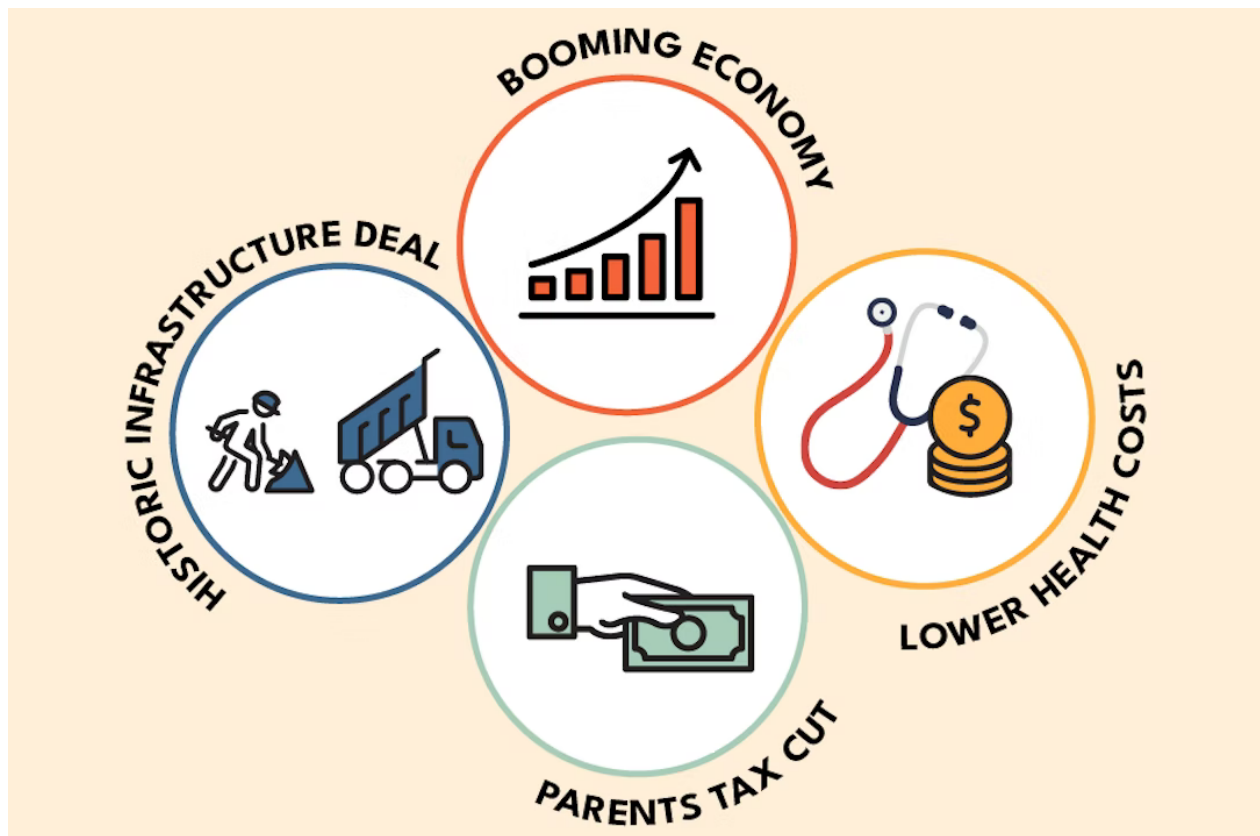 BOOMING ECONOMY
HISTORIC INFRASTRUCTURE DEAL
$
LOWER HEALTH COSTS
PARENTS TAX CUT